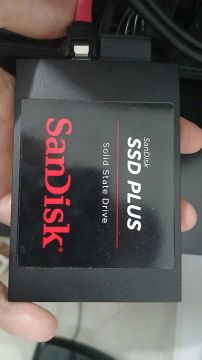 SanDisk
SSD PLUS
Solid State Drive
SanDisk®